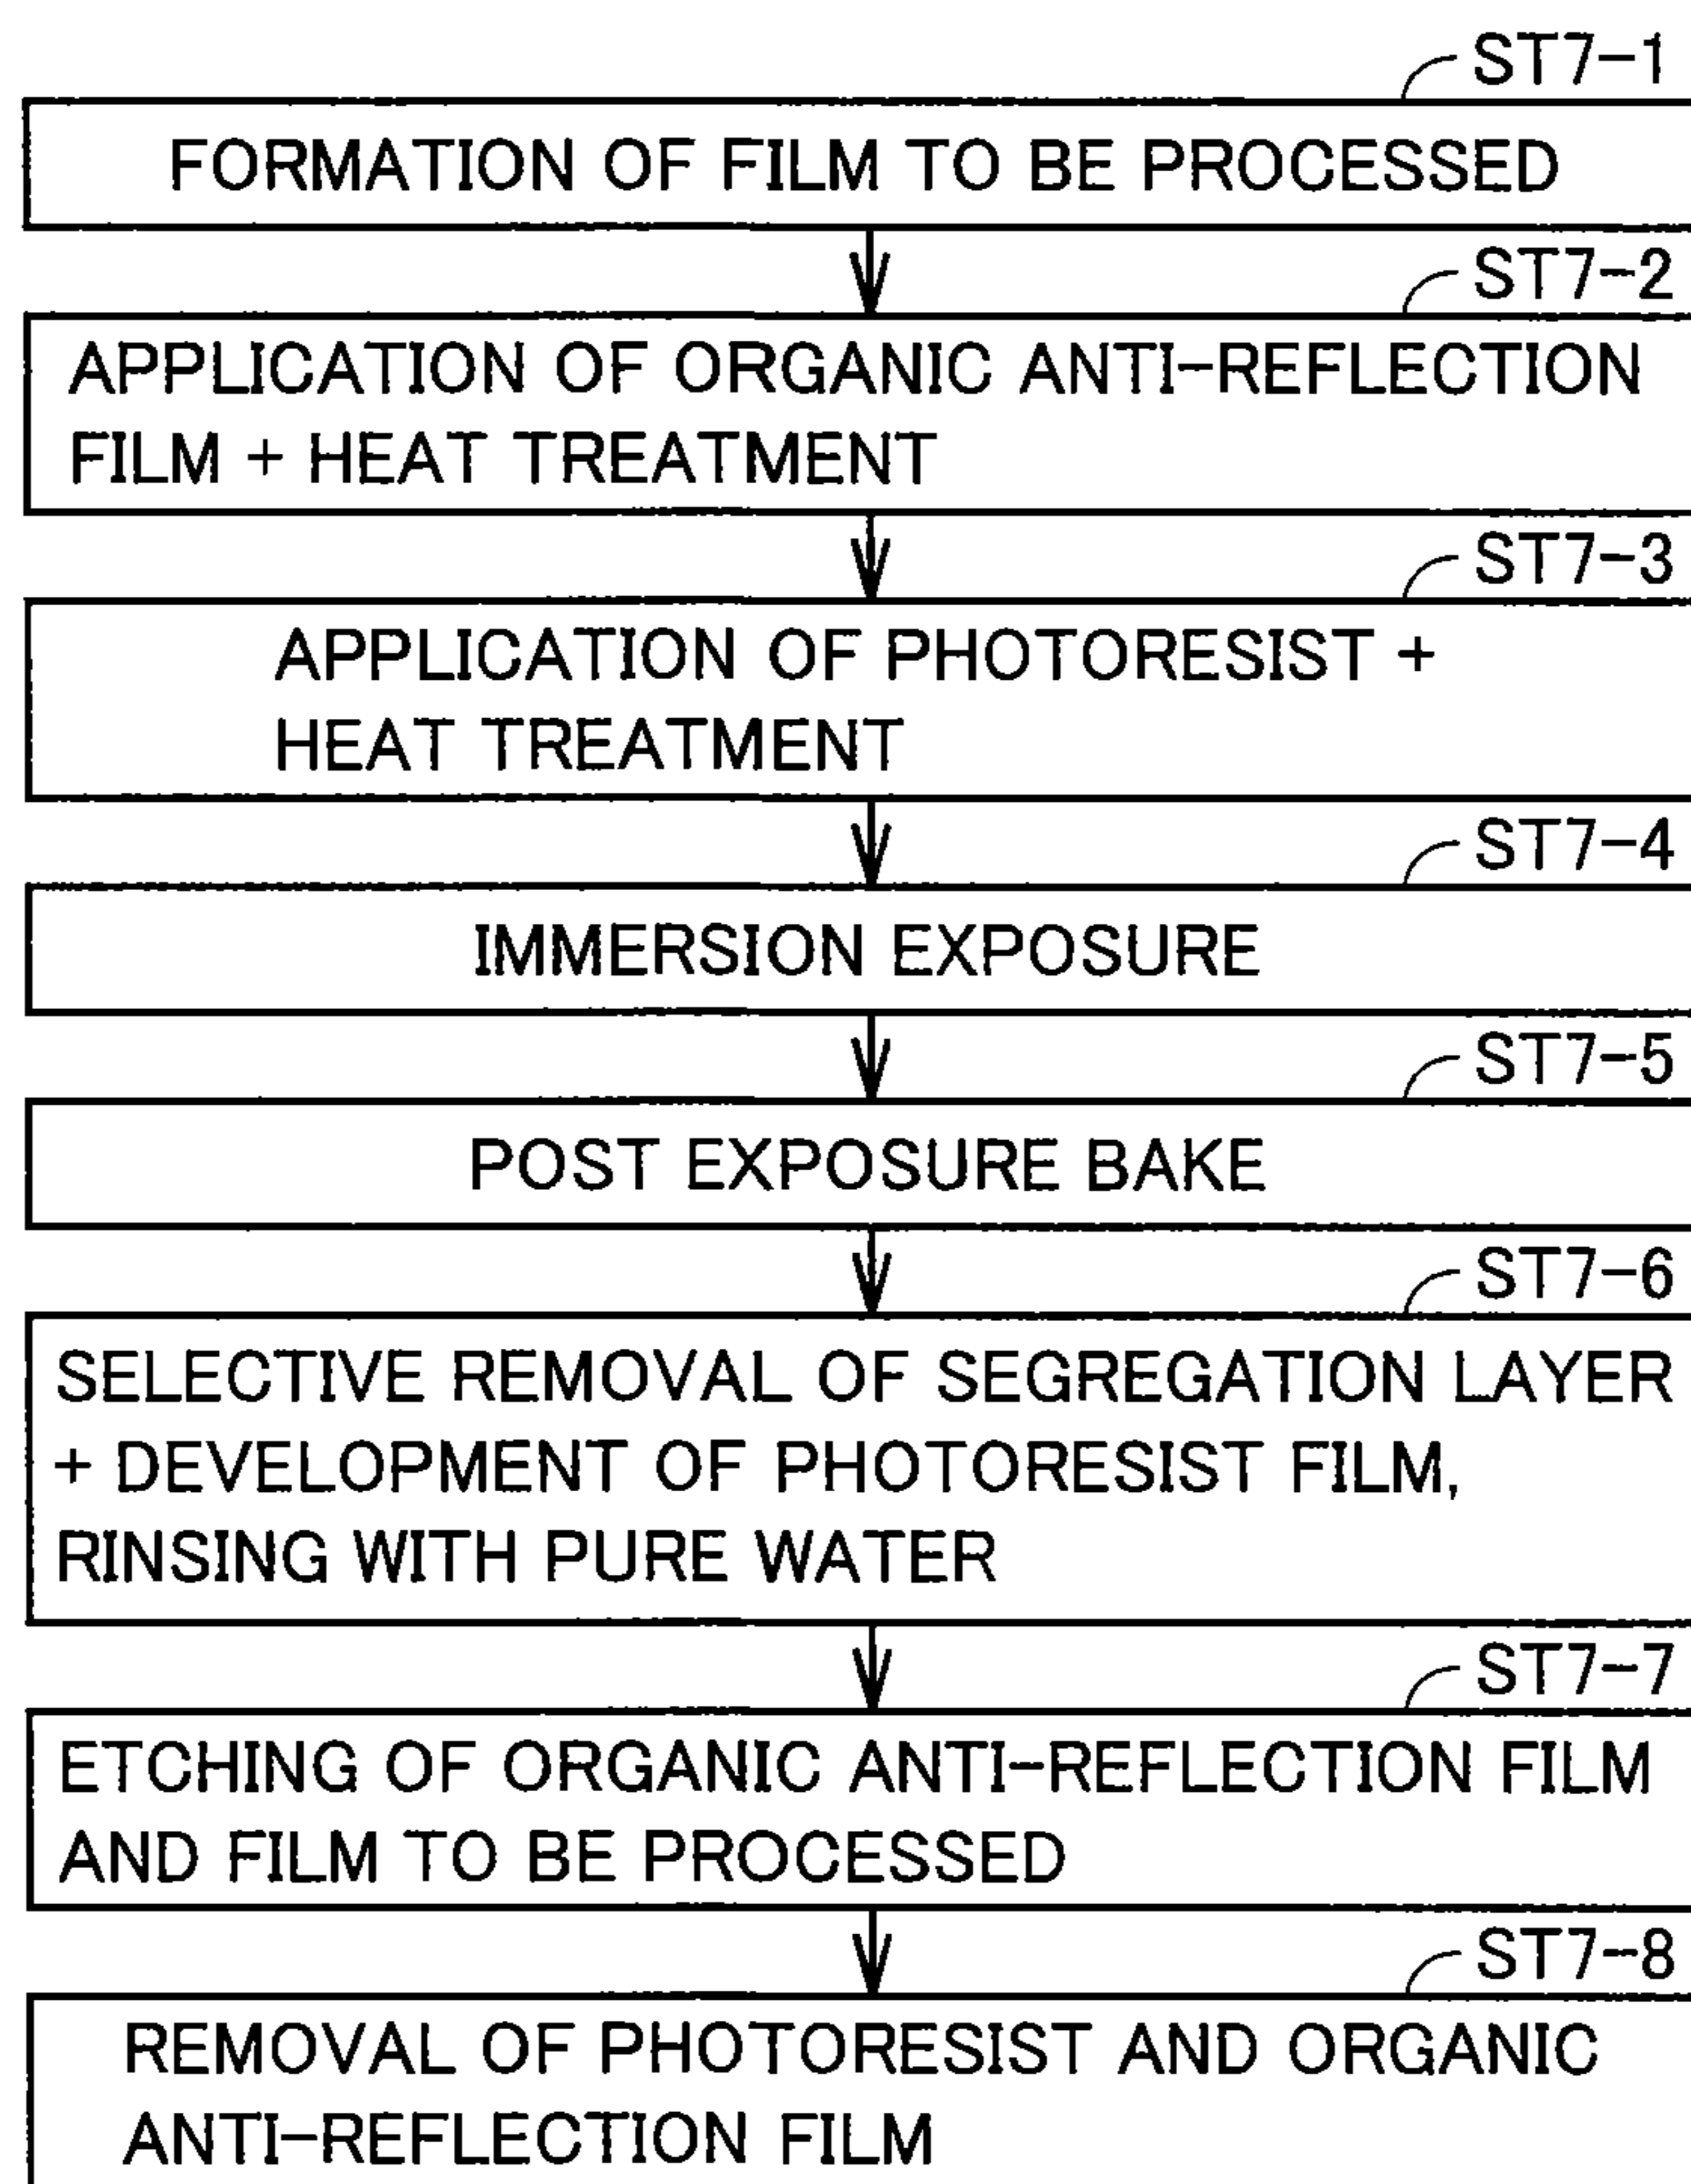 ST7-1
FORMATION OF FILM TO BE PROCESSED
ST7-2
APPLICATION OF ORGANIC ANTI-REFLECTION
FILM + HEAT TREATMENT
ST7-3
APPLICATION OF PHOTORESIST +
HEAT TREATMENT
ST7-4
IMMERSION EXPOSURE
ST7-5
POST EXPOSURE BAKE
ST7-6
SELECTIVE REMOVAL OF SEGREGATION LAYER
+ DEVELOPMENT OF PHOTORESIST FILM,
RINSING WITH PURE WATER
ST7-7
ETCHING OF ORGANIC ANTI-REFLECTION FILM
AND FILM TO BE PROCESSED
ST7-8
REMOVAL OF PHOTORESIST AND ORGANIC
ANTI-REFLECTION FILM